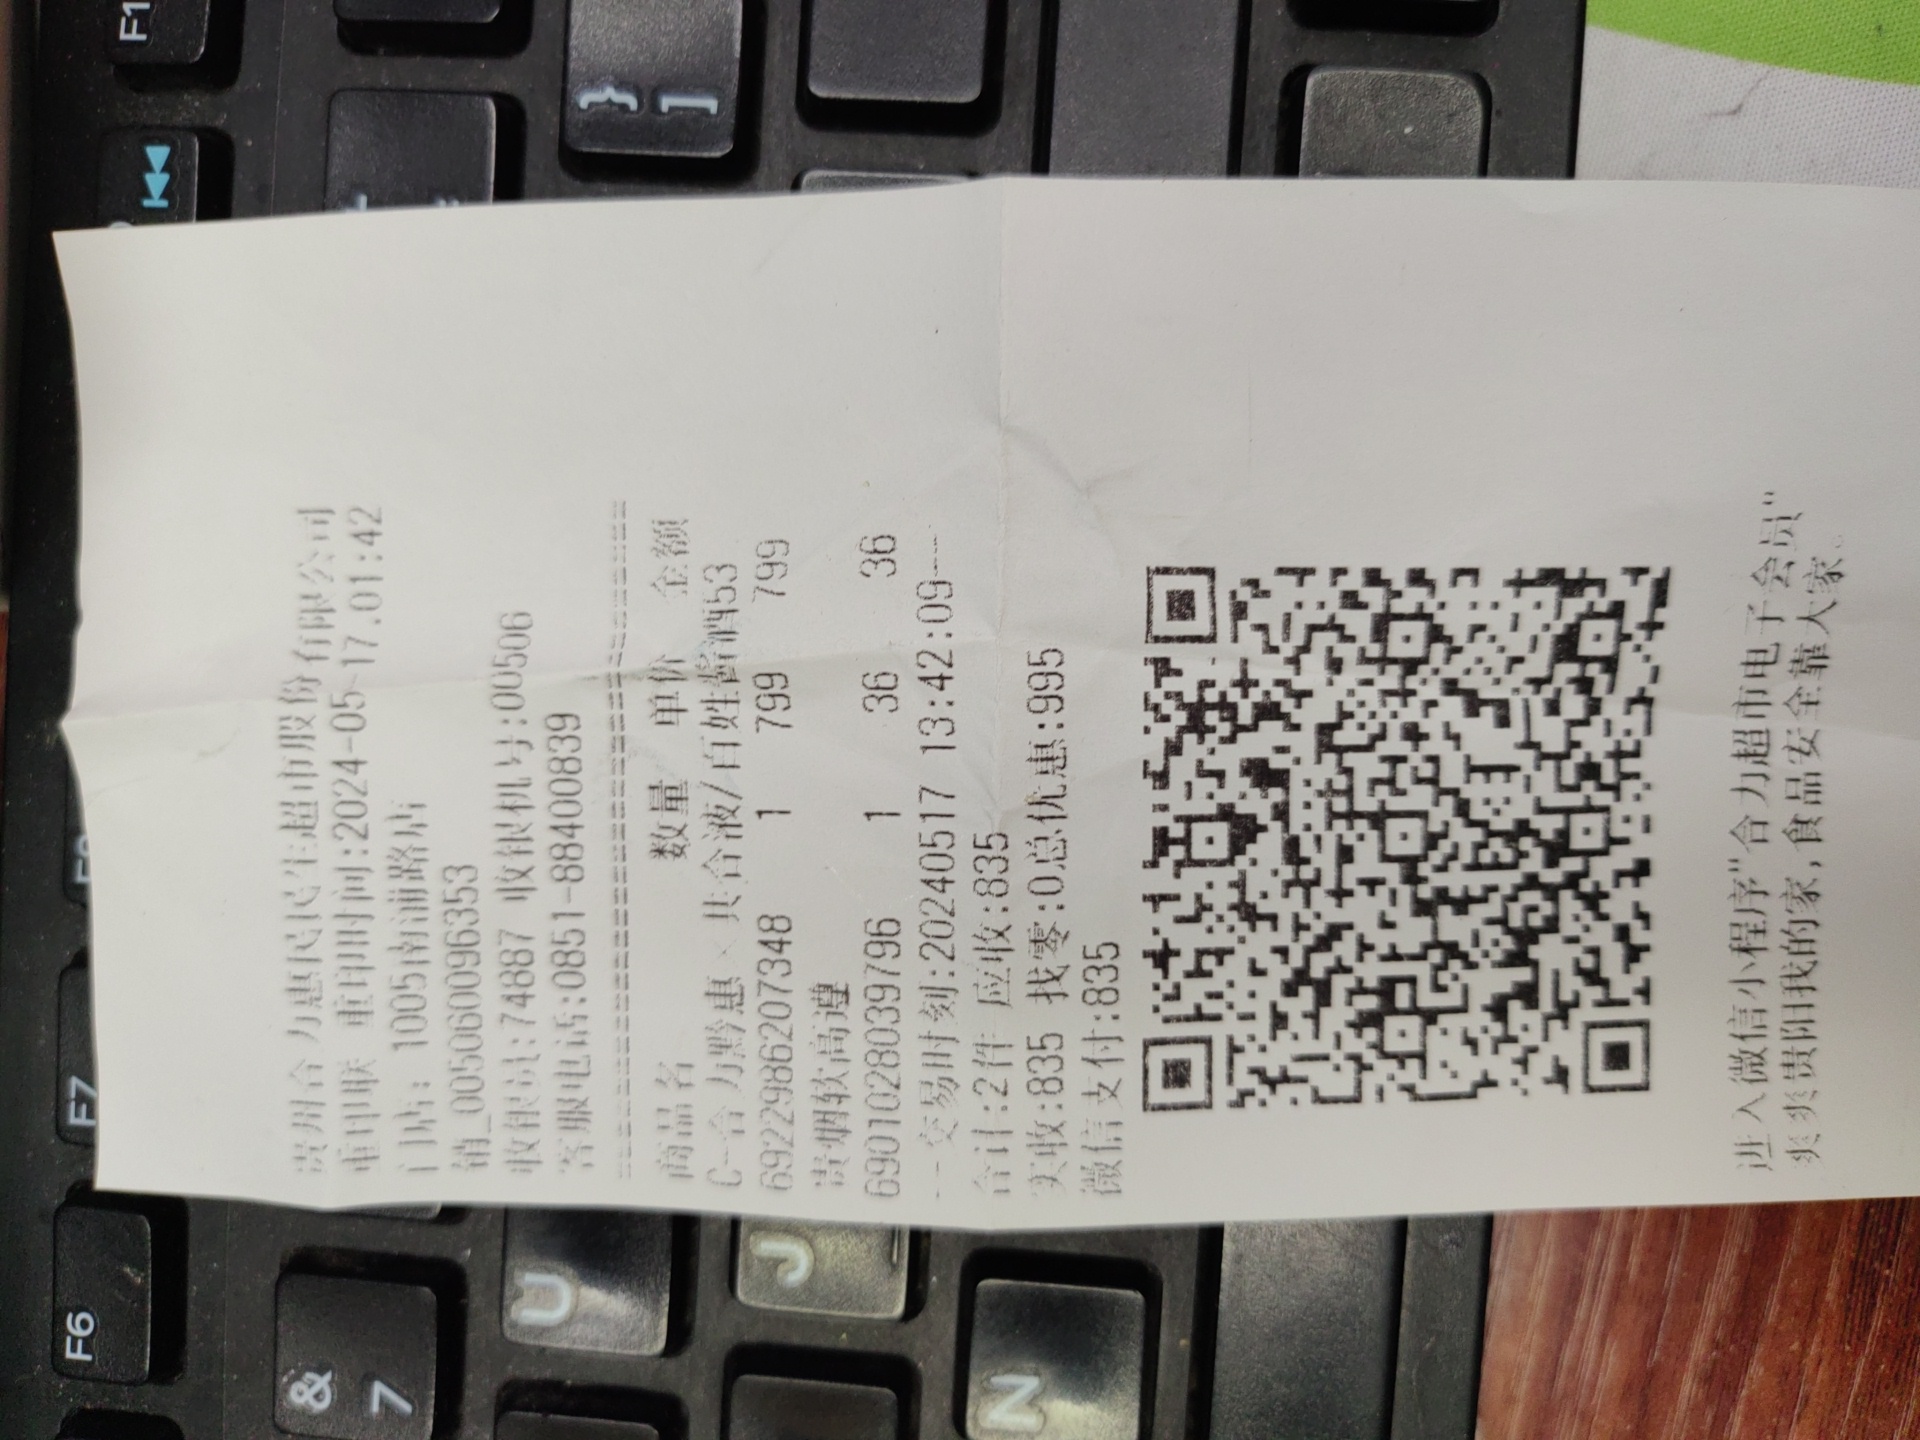 贵州合力惠民民生超市股份有限公司
重印联 重印时间:2024-05-17.01:42
门店: 1005南浦路店
销_0050600096353
收银员:74887 收银机号:00506
客服电话:0851-88400839
商品名 数量 单价 金额
C-合力黔惠、共合液/百姓酱酒53
6922986207348 1 799 799
贵烟软高遵
6901028039796 1 36 36
--交易时刻:20240517 13:42:09---
合计:2件 应收:835
实收:835 找零:0总优惠:995
微信支付:835
进入微信小程序"合力超市电子会员"
爽爽贵阳我的家,食品安全靠大家。
F1
}
]
F7
F6
&
7
U
J
N